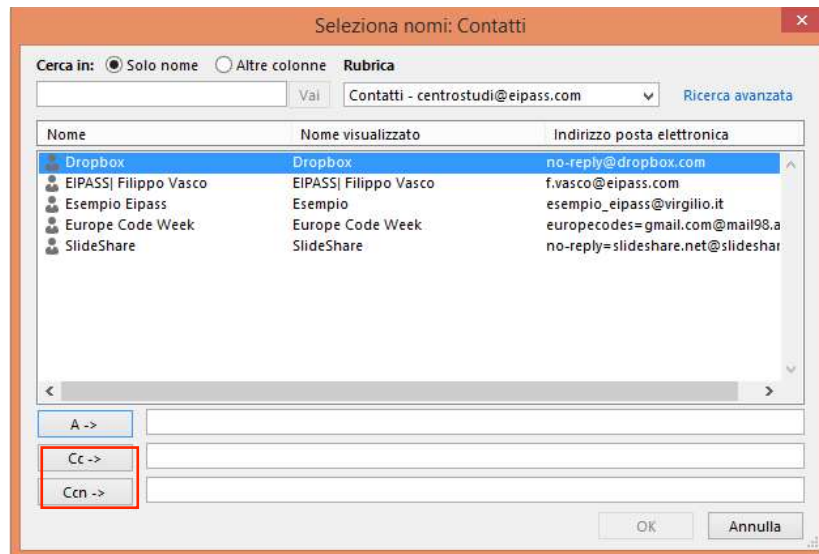 Seleziona nomi: Contatti
Cerca in: Solo nome Altre colonne Rubrica
Vai Contatti - centrostudi@eipass.com Ricerca avanzata
Nome Nome visualizzato Indirizzo posta elettronica
Dropbox Dropbox no-reply@dropbox.com
EIPASS| Filippo Vasco EIPASS| Filippo Vasco f.vasco@eipass.com
Esempio Eipass Esempio esempio_eipass@virgilio.it
Europe Code Week Europe Code Week europecodes=gmail.com@mail98.a
SlideShare SlideShare no-reply=slideshare.net@slideshar
A ->
Cc ->
Ccn ->
OK Annulla